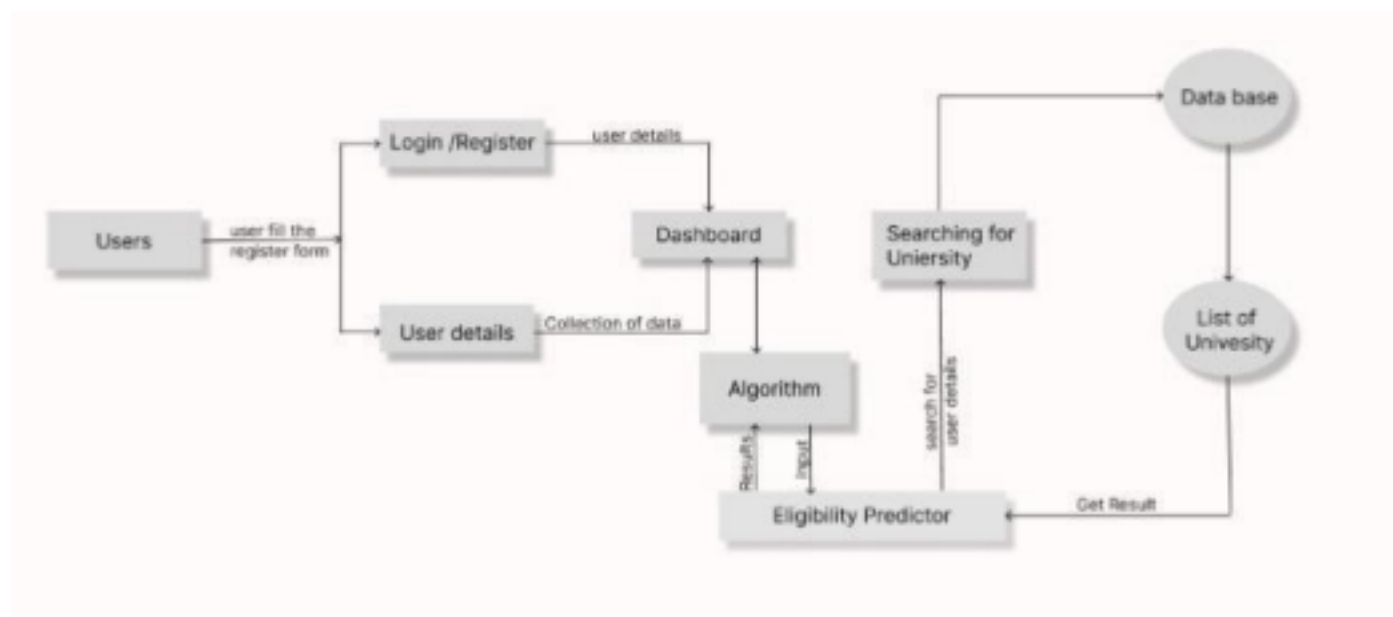 Data base
Login /Register
user details
Users
user fill the
register form
Dashboard
Searching for
Uniersity
User details
Collection of data
List of
Univesity
Algorithm
search for
user details
Results
Input
Eligibility Predictor
Get Result